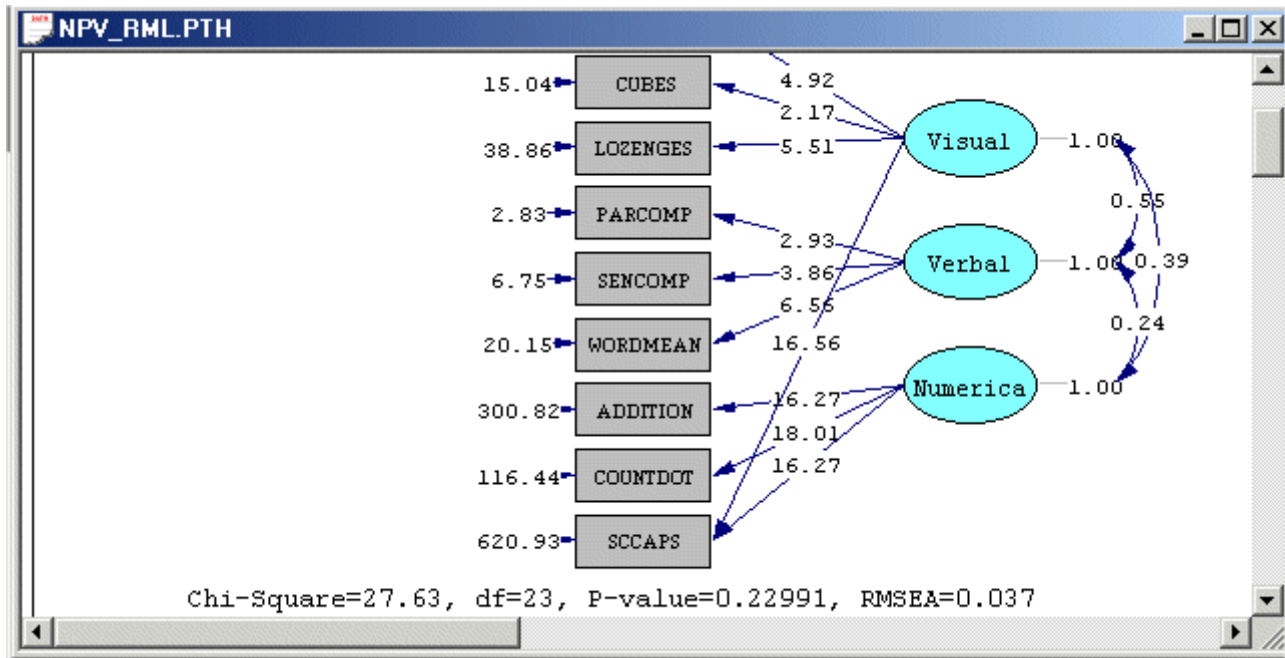 NPV_RML.PTH
4.92
15.04 CUBES
2.17
Visual 1.00
38.86 LOZENGES 5.51
0.55
2.83 PARCOMP
2.93
Verbal 1.00 0.39
6.75 SENCOMP 3.86
6.56
0.24
20.15 WORDMEAN 16.56
Numerica 1.00
16.27
300.82 ADDITION
18.01
16.27
116.44 COUNTDOT
620.93 SCCAPS
Chi-Square=27.63, df=23, P-value=0.22991, RMSEA=0.037